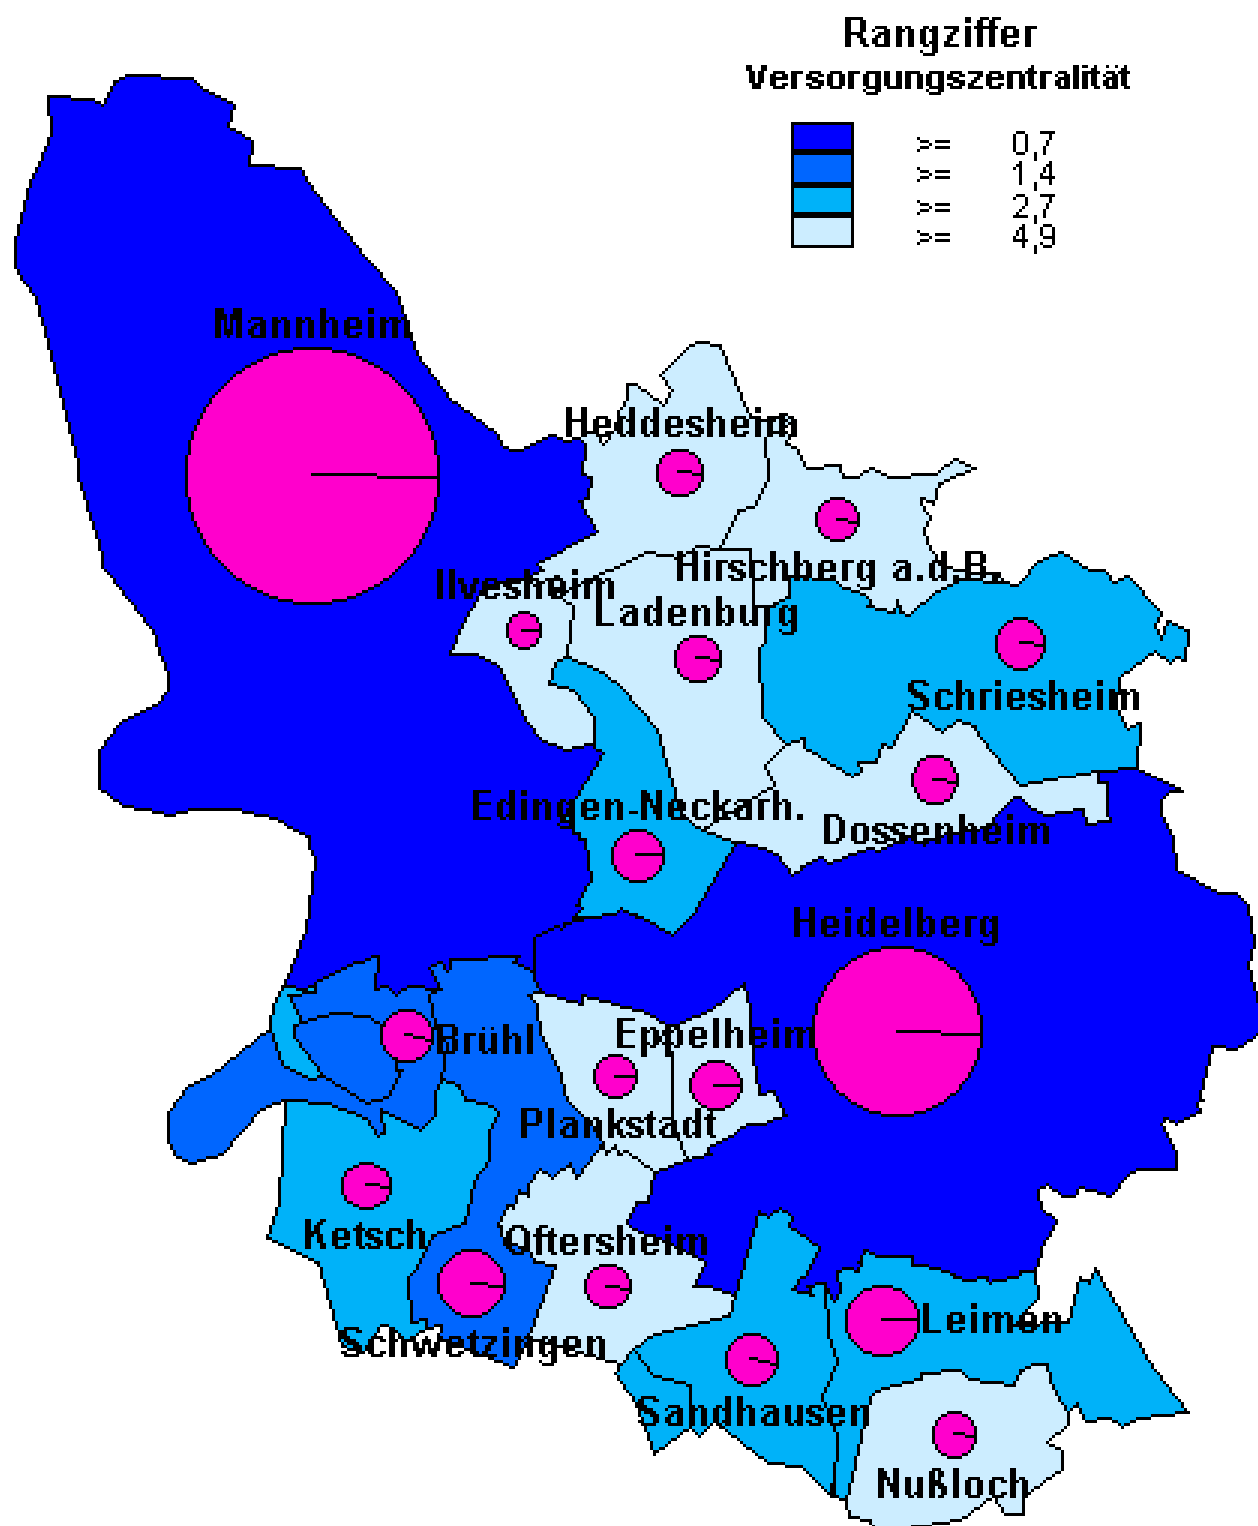 Rangziffer
Versorgungszentralität
>= 0,7
>= 1,4
>= 2,7
>= 4,9
Mannheim
Heddesheim
Hirschberg a.d.B.
Ilvesheim
Ladenburg
Schriesheim
Edingen-Neckarh.
Dossenheim
Heidelberg
Brühl
Eppelheim
Plankstadt
Ketsch
Oftersheim
Schwetzingen
Leimen
Sandhausen
Nußloch